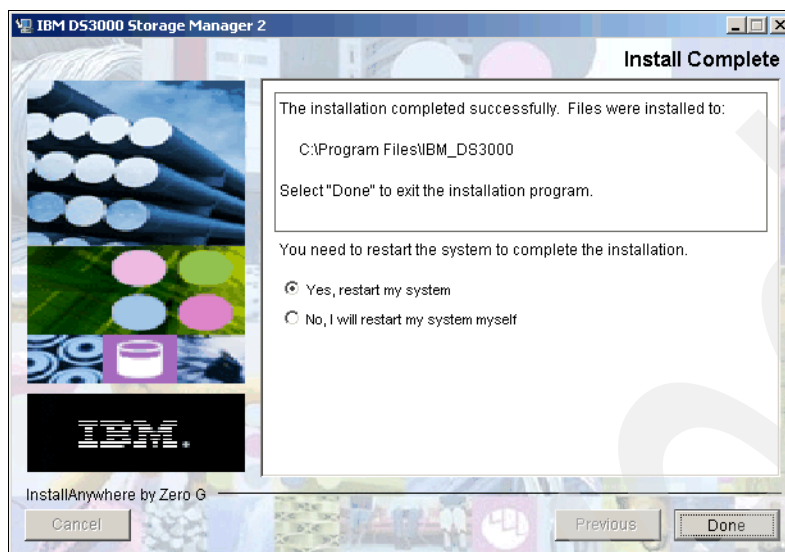 IBM DS3000 Storage Manager 2
Install Complete
The installation completed successfully.  Files were installed to:
C:\Program Files\IBM_DS3000
Select "Done" to exit the installation program.
You need to restart the system to complete the installation.
Yes, restart my system
No, I will restart my system myself
IBM.
InstallAnywhere by Zero G
Cancel
Previous
Done